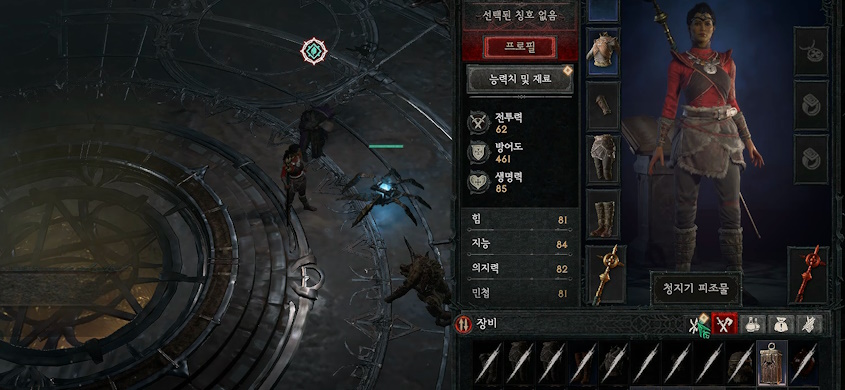 선택된 칭호 없음
프로필
능력치 및 재료
전투력
62
방어도
461
생명력
85
힘 81
지능 84
의지력 82
민첩 81
청지기 피조물
장비